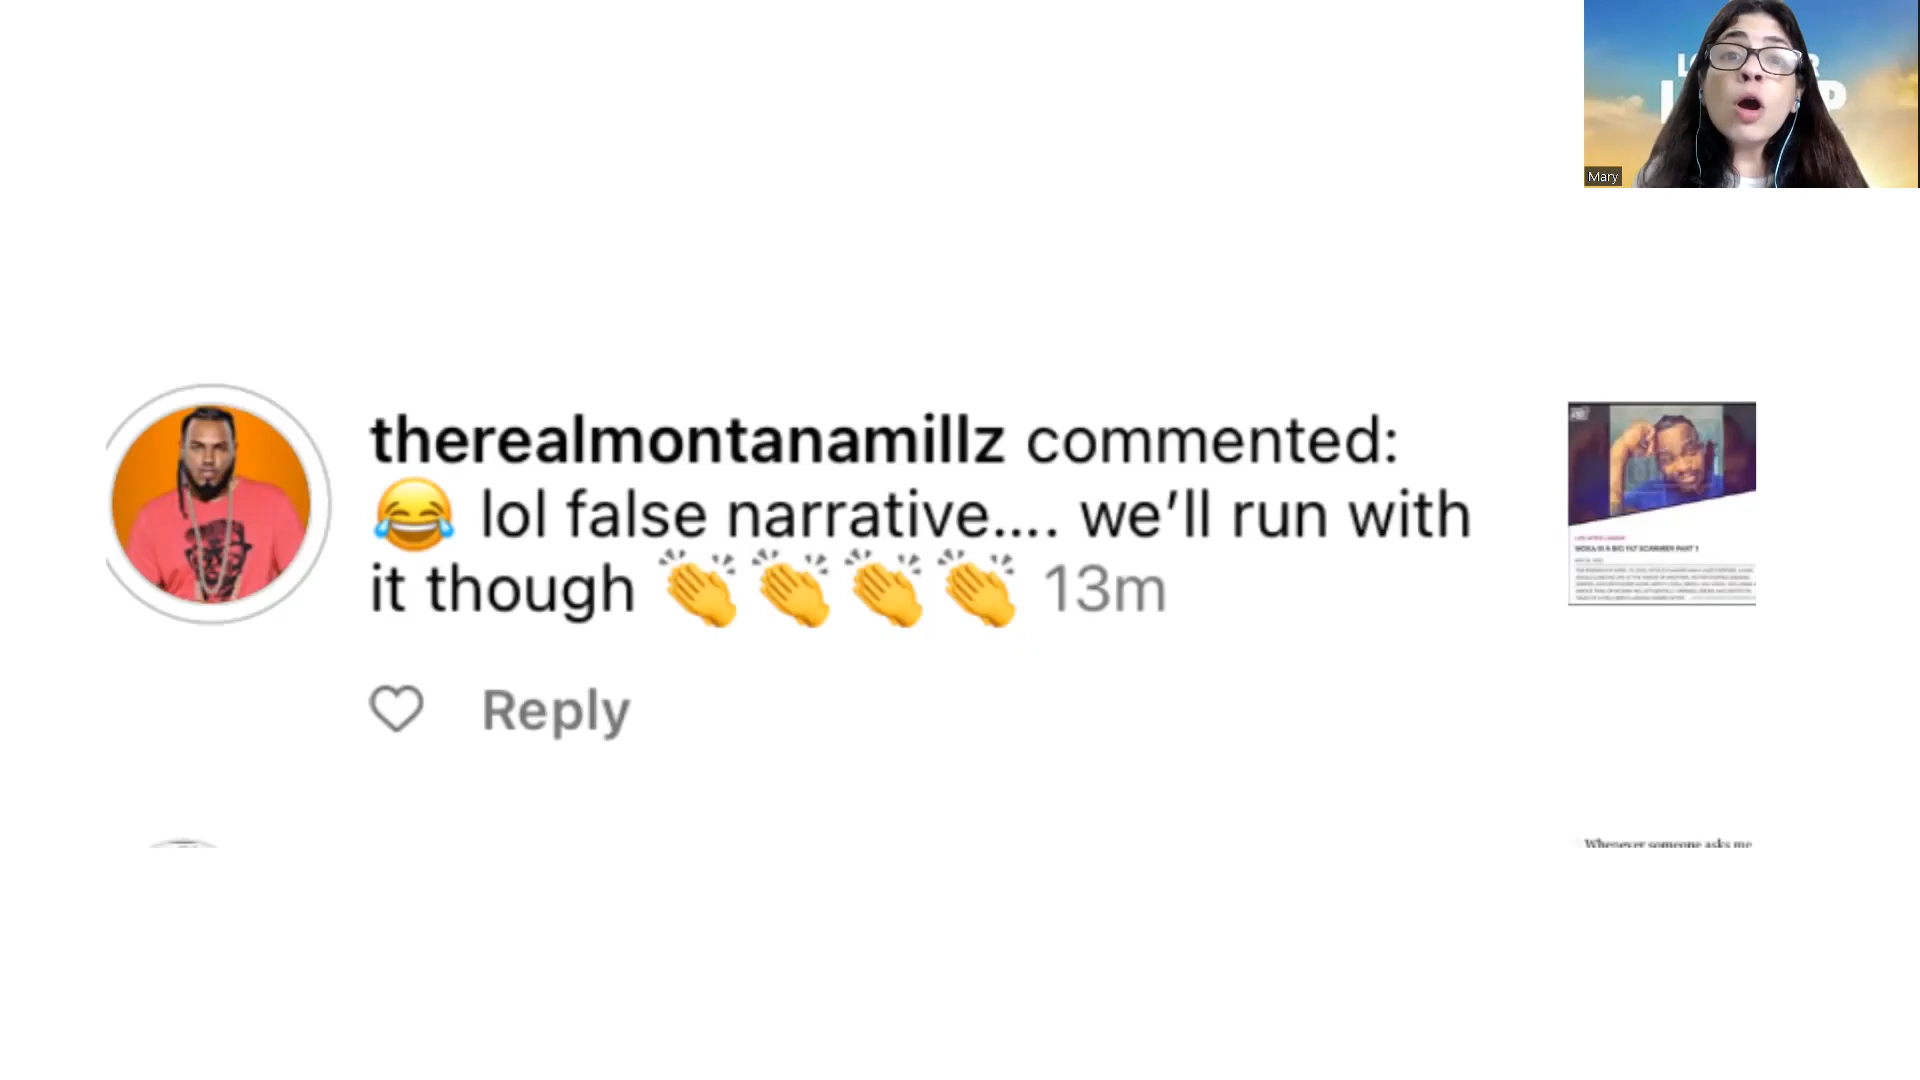 Mary
therealmontanamillz commented:
😂 lol false narrative.... we'll run with
it though 👏👏👏👏 13m
Reply
Whenever someone asks me